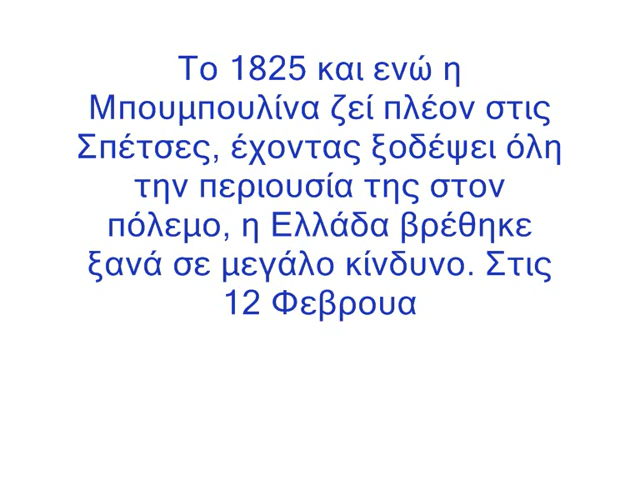 Το 1825 και ενώ η
Μπουμπουλίνα ζεί πλέον στις
Σπέτσες, έχοντας ξοδέψει όλη
την περιουσία της στον
πόλεμο, η Ελλάδα βρέθηκε
ξανά σε μεγάλο κίνδυνο. Στις
12 Φεβρουα